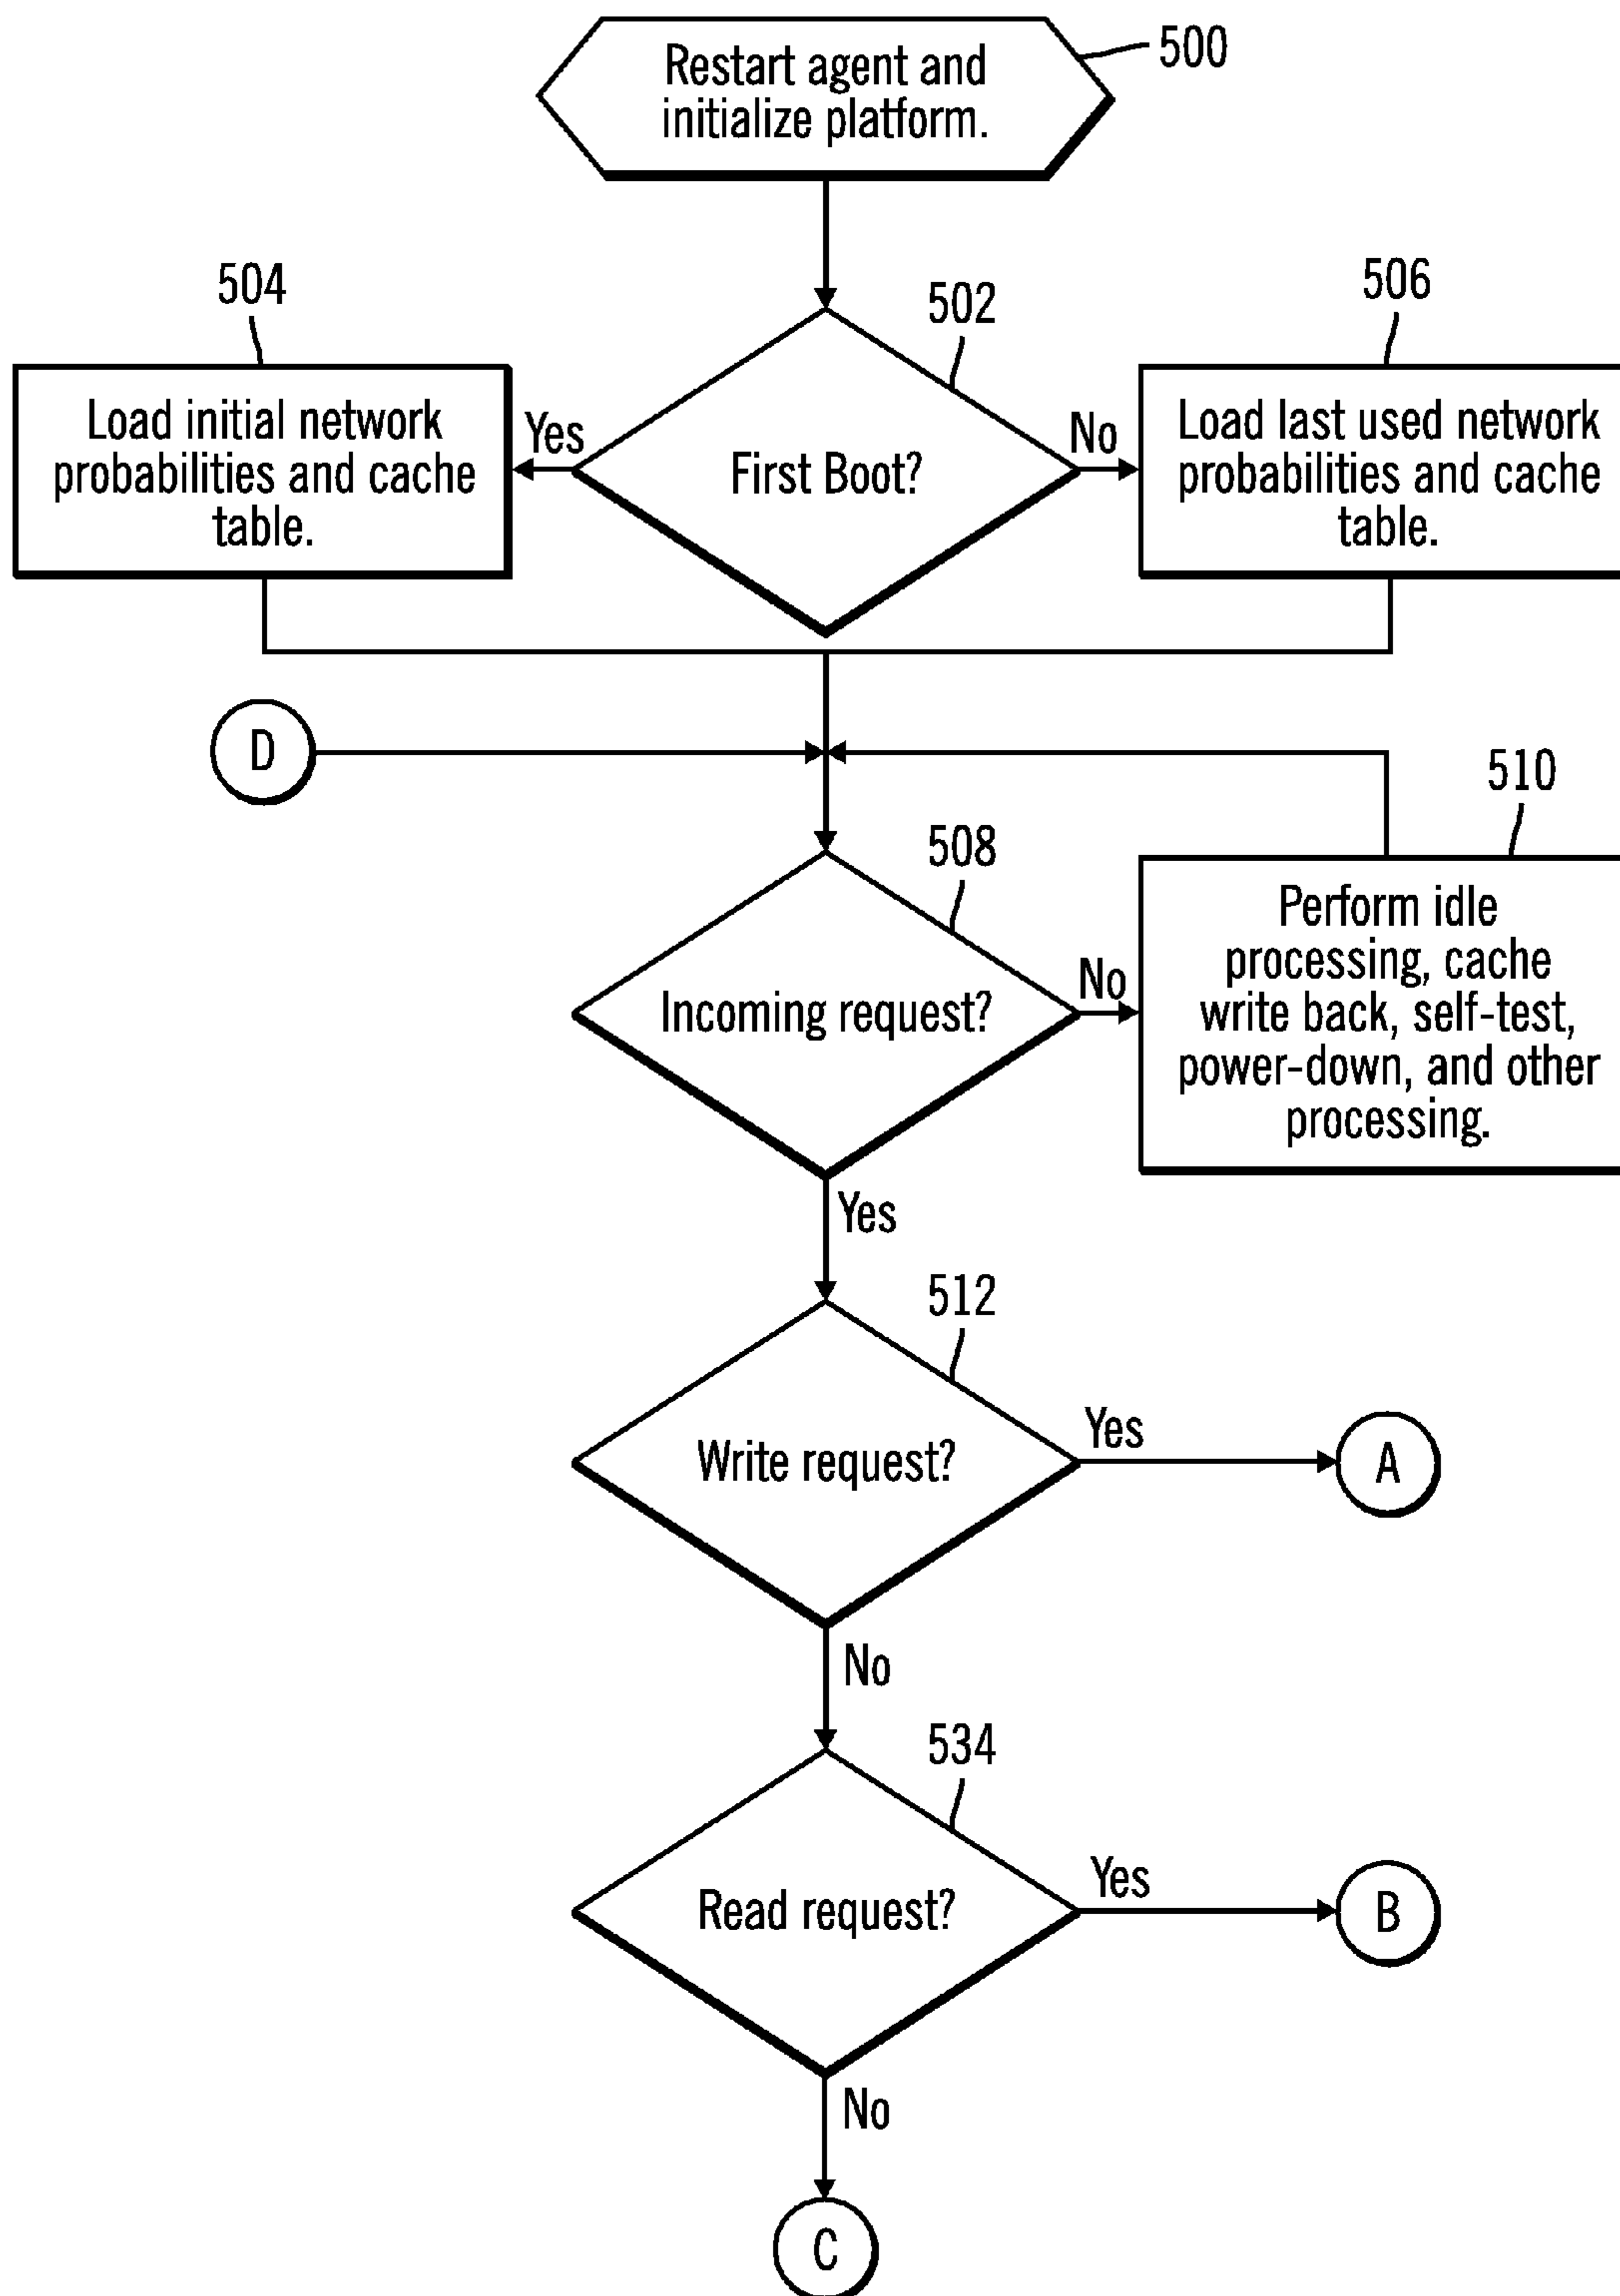 Restart agent and
initialize platform.
500
504
502
506
Load initial network
probabilities and cache
table.
Yes
First Boot?
No
Load last used network
probabilities and cache
table.
D
510
508
Incoming request?
No
Perform idle
processing, cache
write back, self-test,
power-down, and other
processing.
Yes
512
Write request?
Yes
A
No
534
Read request?
Yes
B
No
C